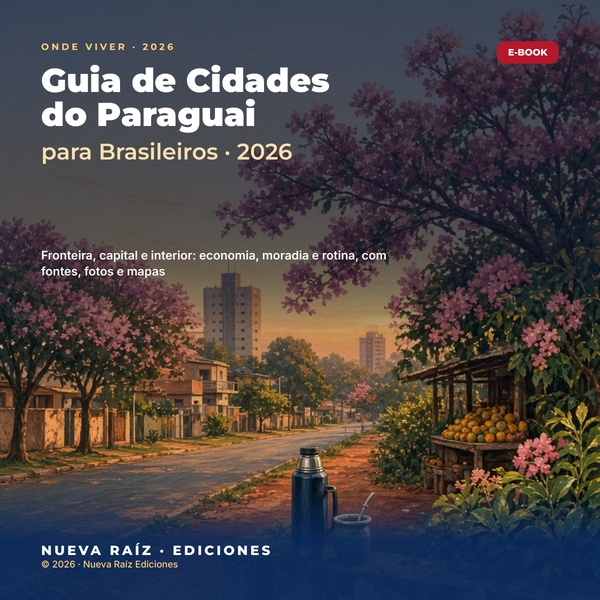 ONDE VIVER · 2026
E-BOOK
Guia de Cidades
do Paraguai
para Brasileiros · 2026
Fronteira, capital e interior: economia, moradia e rotina, com
fontes, fotos e mapas
NUEVA RAÍZ · EDICIONES
© 2026 · Nueva Raíz Ediciones